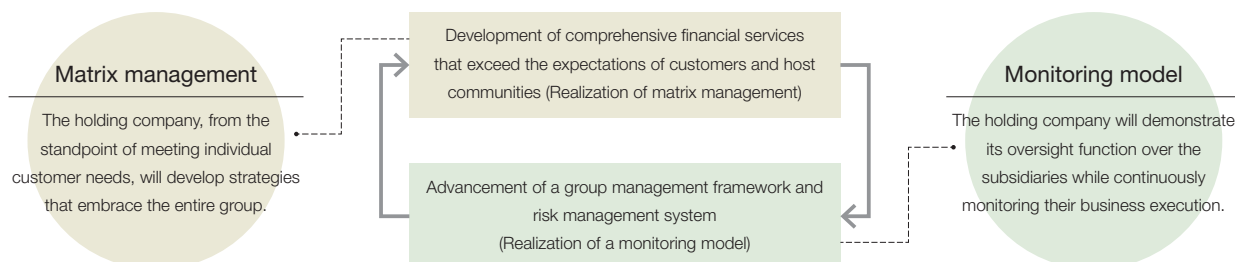 Matrix management
The holding company, from the
standpoint of meeting individual
customer needs, will develop strategies
that embrace the entire group.
Development of comprehensive financial services
that exceed the expectations of customers and host
communities (Realization of matrix management)
Advancement of a group management framework and
risk management system
(Realization of a monitoring model)
Monitoring model
The holding company will demonstrate
its oversight function over the
subsidiaries while continuously
monitoring their business execution.